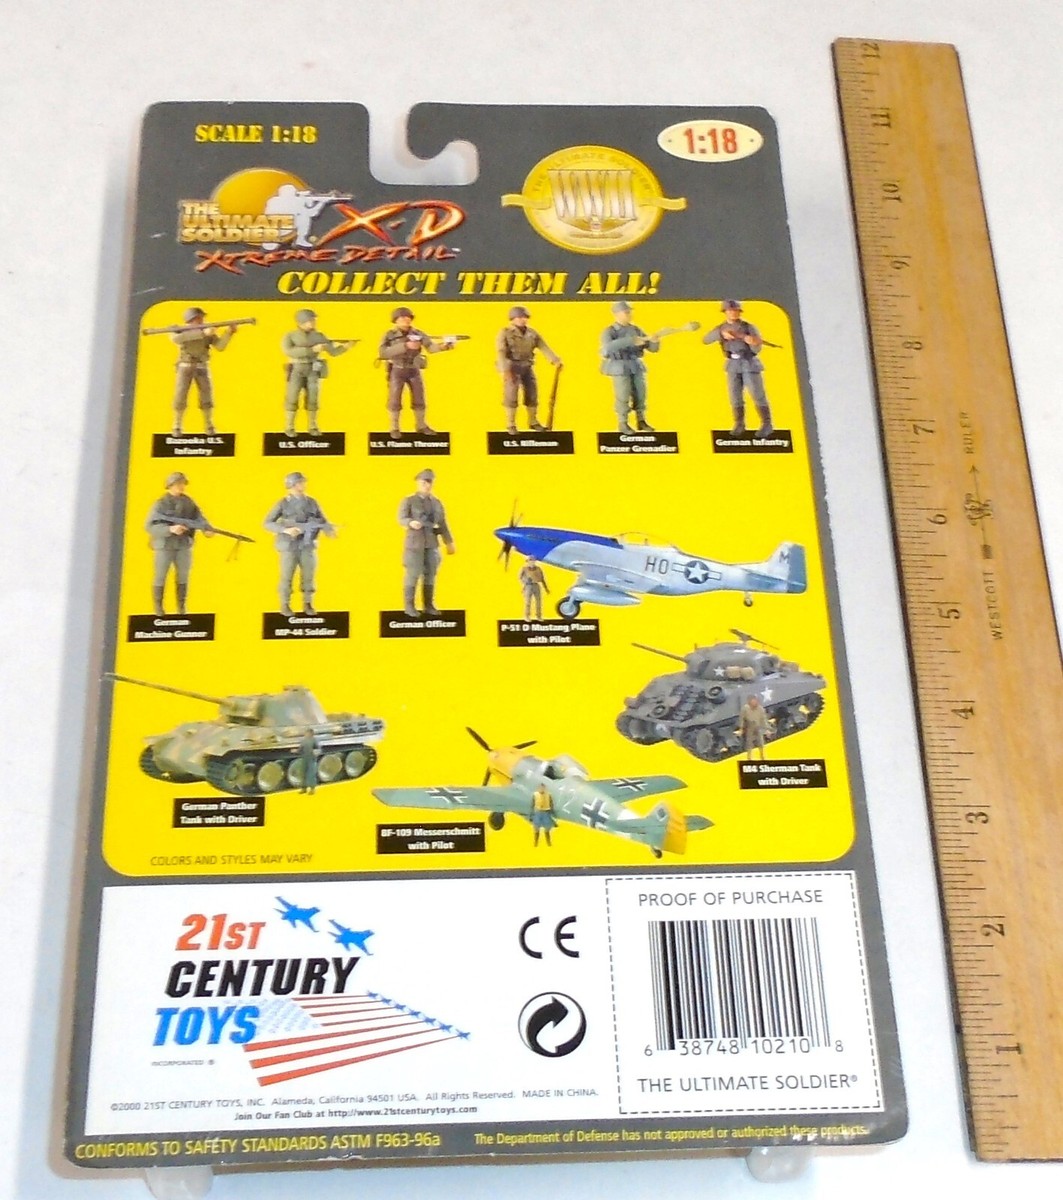 SCALE 1:18
1:18
THE ULTIMATE SOLDIER
WWII
THE
ULTIMATE
SOLDIER
X-D
XTREME DETAIL™
COLLECT THEM ALL!
Bazooka U.S.
Infantry
U.S. Officer
U.S. Flame Thrower
U.S. Rifleman
German
Panzer Grenadier
German Infantry
German
Machine Gunner
German
MP-44 Soldier
German Officer
HO
M
P-51 D Mustang Plane
with Pilot
M4 Sherman Tank
with Driver
German Panther
Tank with Driver
2
BF-109 Messerschmitt
with Pilot
COLORS AND STYLES MAY VARY
21ST
CENTURY
TOYS
INCORPORATED ®
CE
PROOF OF PURCHASE
6 38748 10210 8
THE ULTIMATE SOLDIER®
©2000 21ST CENTURY TOYS, INC. Alameda, California 94501 USA. All Rights Reserved. MADE IN CHINA.
Join Our Fan Club at http://www.21stcenturytoys.com
CONFORMS TO SAFETY STANDARDS ASTM F963-96a
The Department of Defense has not approved or authorized these products.
12
11
10
9
8
7
6
5
4
3
2
1
WESTCOTT RULER